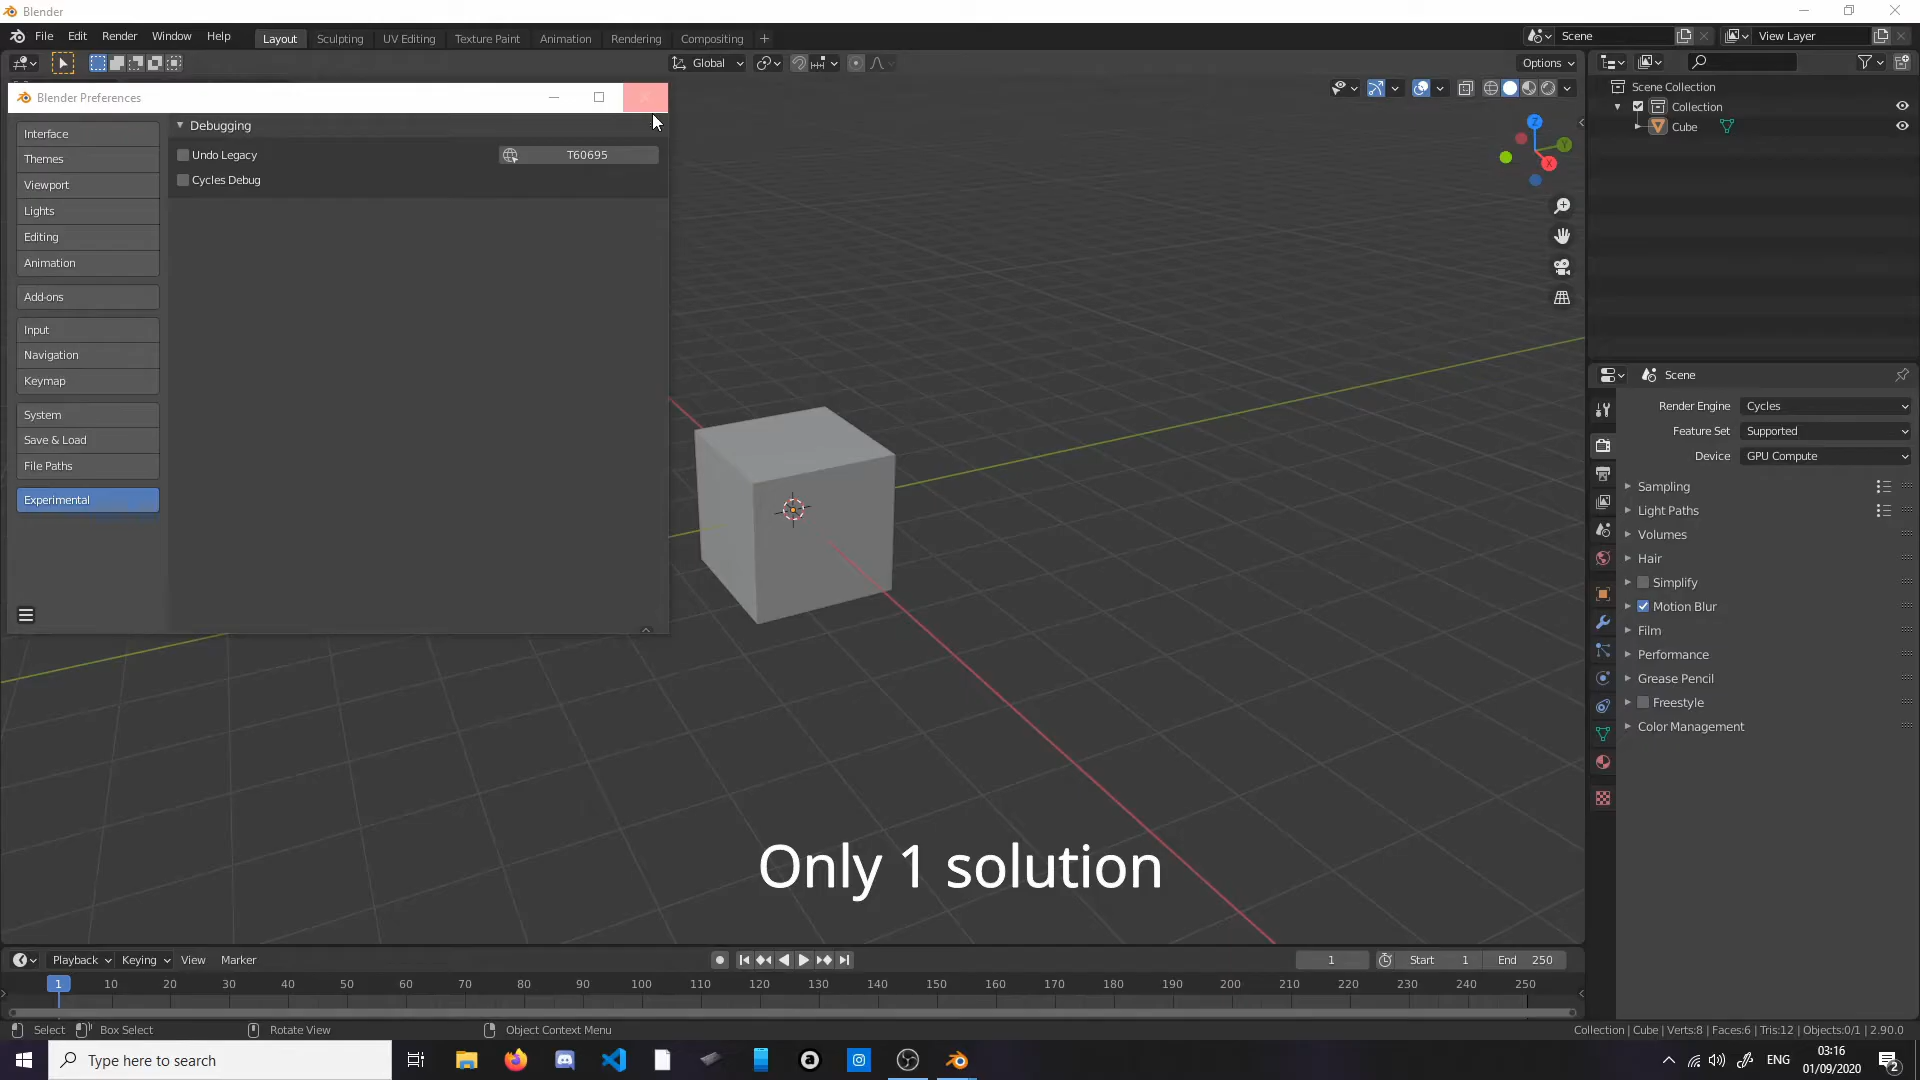 Blender
File Edit Render Window Help Layout Sculpting UV Editing Texture Paint Animation Rendering Compositing + Scene View Layer
Global Options
Blender Preferences
Interface
Themes
Viewport
Lights
Editing
Animation
Add-ons
Input
Navigation
Keymap
System
Save & Load
File Paths
Experimental
Debugging
Undo Legacy T60695
Cycles Debug
Z
Y
X
Scene Collection
Collection
Cube
Scene
Render Engine Cycles
Feature Set Supported
Device GPU Compute
Sampling
Light Paths
Volumes
Hair
Simplify
Motion Blur
Film
Performance
Grease Pencil
Freestyle
Color Management
Only 1 solution
Playback Keying View Marker 1 Start 1 End 250
1 10 20 30 40 50 60 70 80 90 100 110 120 130 140 150 160 170 180 190 200 210 220 230 240 250
Select Box Select Rotate View Object Context Menu Collection | Cube | Verts:8 | Faces:6 | Tris:12 | Objects:0/1 | 2.90.0
Type here to search a ENG 03:16
01/09/2020 2